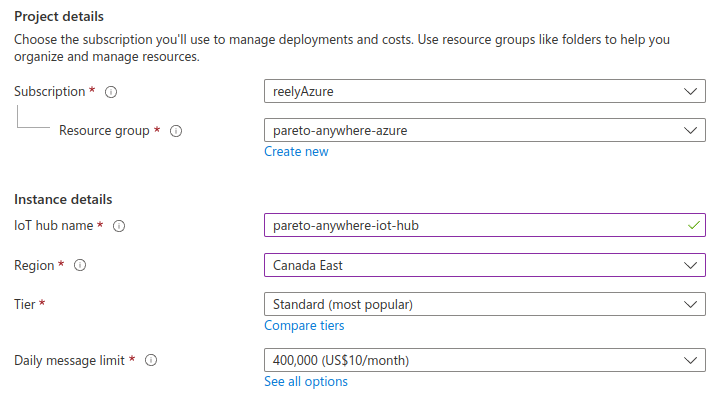 Project details
Choose the subscription you'll use to manage deployments and costs. Use resource groups like folders to help you
organize and manage resources.
Subscription *
reelyAzure
Resource group *
pareto-anywhere-azure
Create new
Instance details
IoT hub name *
pareto-anywhere-iot-hub
Region *
Canada East
Tier *
Standard (most popular)
Compare tiers
Daily message limit *
400,000 (US$10/month)
See all options